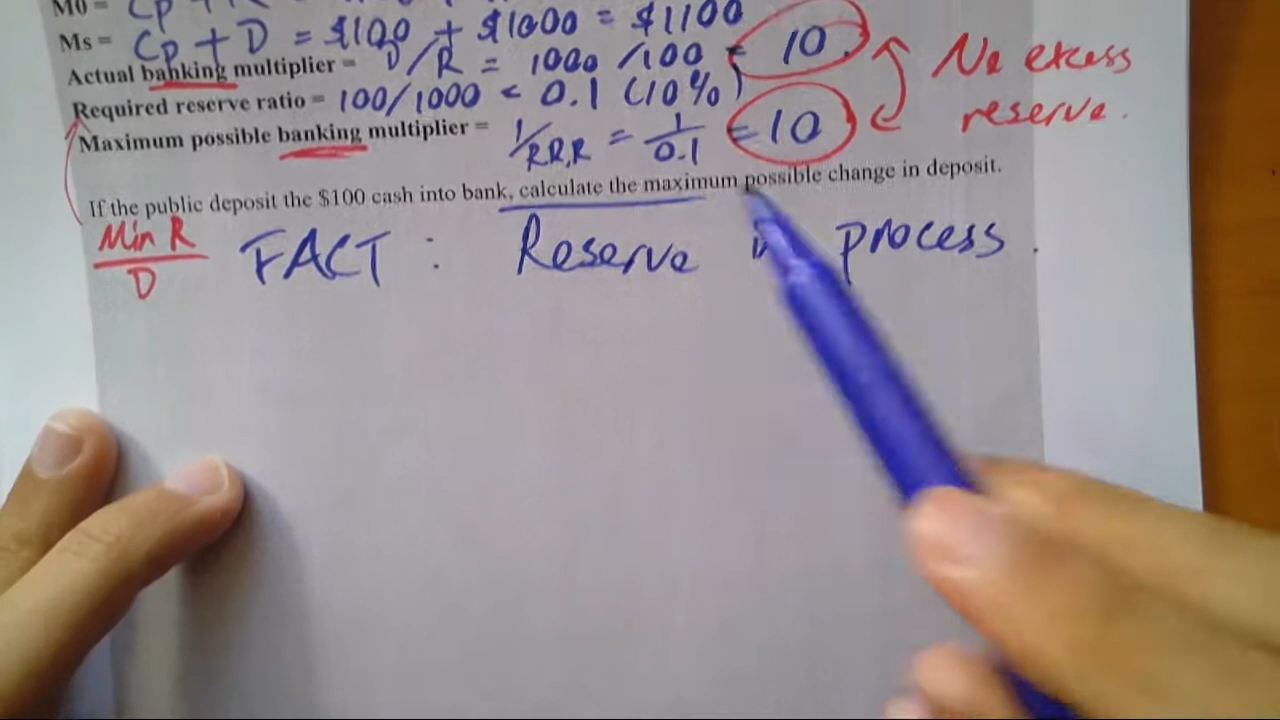 M0 = Cp +
Ms = Cp + D = $100 + $1000 = $1100
Actual banking multiplier = D/R = 1000/100 = 10
Required reserve ratio = 100/1000 = 0.1 (10%)
Maximum possible banking multiplier = 1/RRR = 1/0.1 = 10
No excess
reserve.
If the public deposit the $100 cash into bank, calculate the maximum possible change in deposit.
Min R
D
FACT : Reserve process.